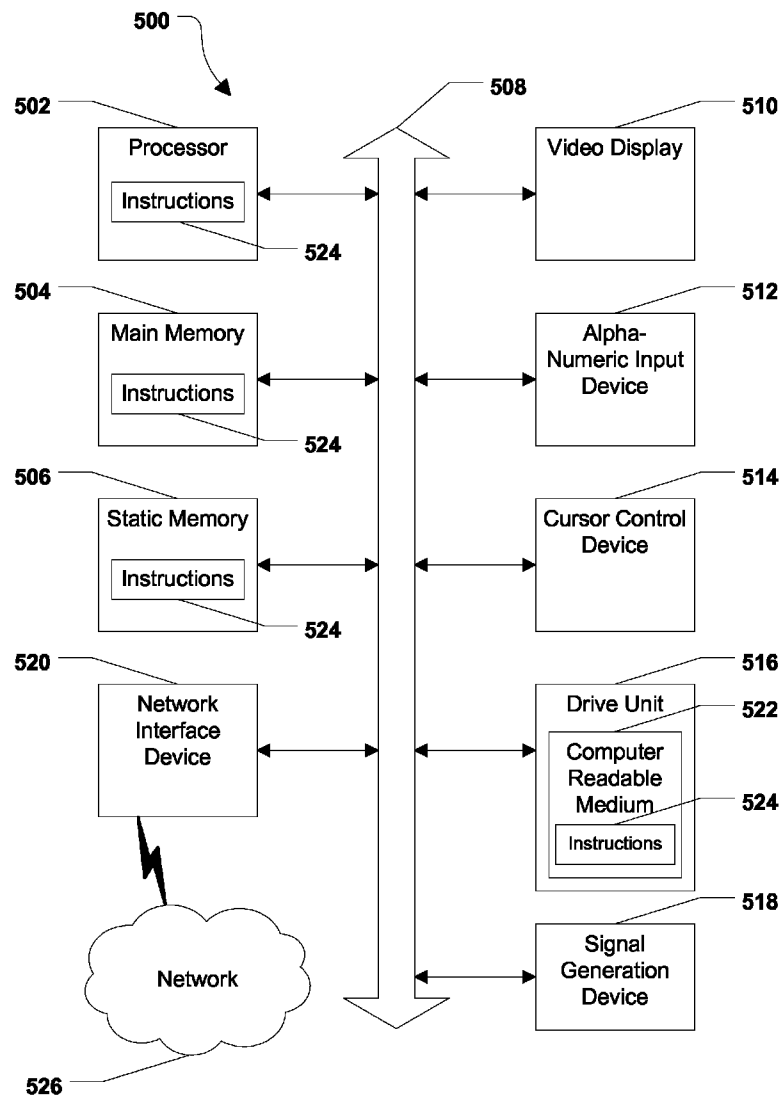 500
502
Processor
Instructions
524
504
Main Memory
Instructions
524
506
Static Memory
Instructions
524
520
Network
Interface
Device
Network
526
508
510
Video Display
512
Alpha-
Numeric Input
Device
514
Cursor Control
Device
516
Drive Unit
522
Computer
Readable
Medium
524
Instructions
518
Signal
Generation
Device